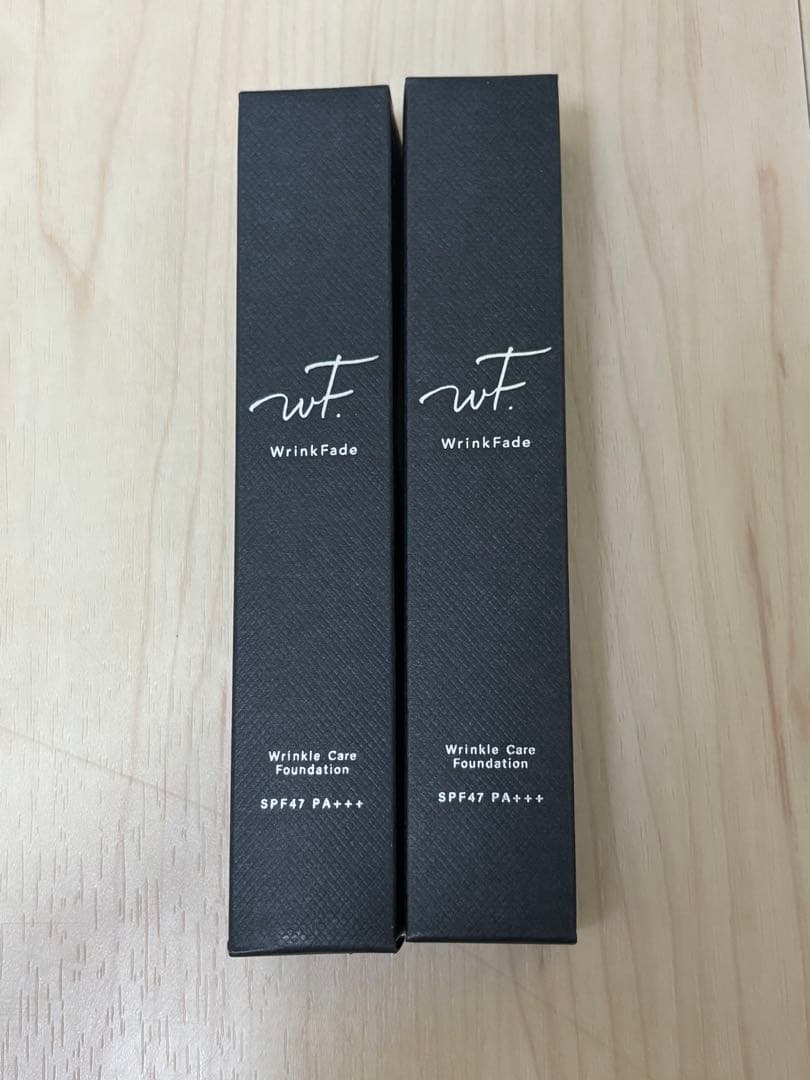 WF.
WrinkFade
Wrinkle Care
Foundation
SPF47 PA+++
WF.
WrinkFade
Wrinkle Care
Foundation
SPF47 PA+++